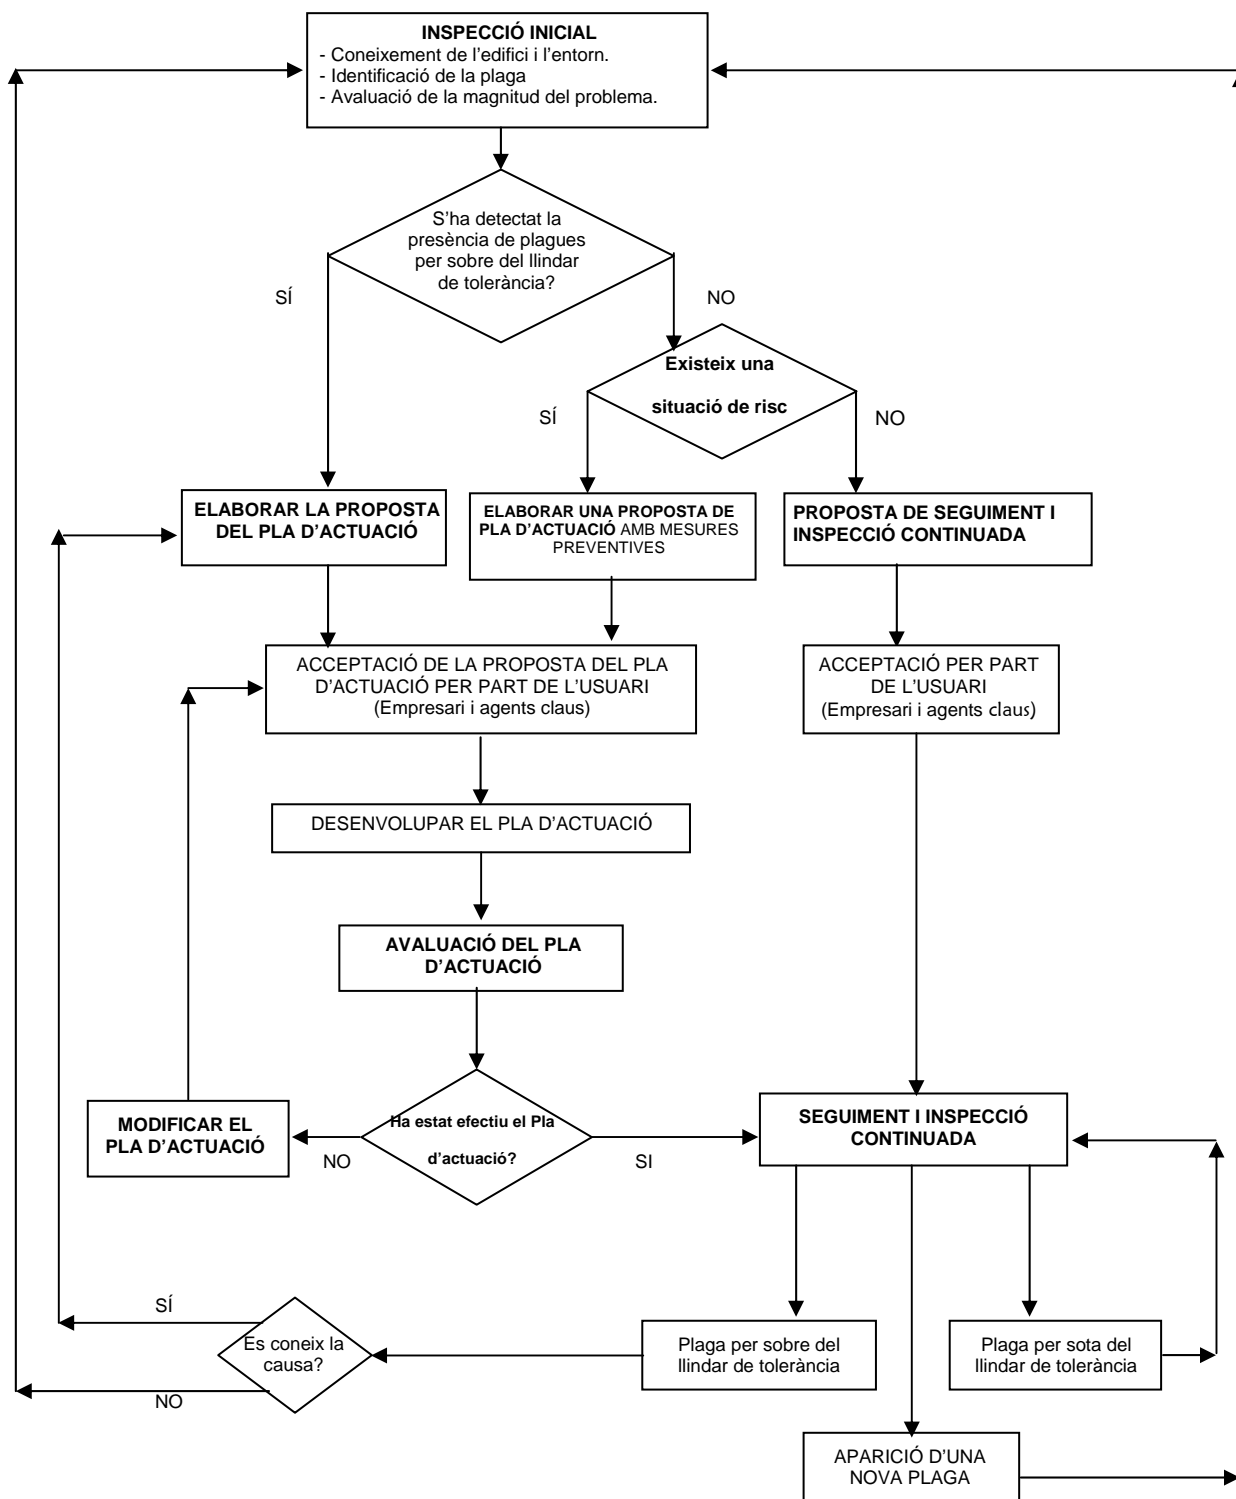 INSPECCIÓ INICIAL
- Coneixement de l'edifici i l'entorn.
- Identificació de la plaga
- Avaluació de la magnitud del problema.
S'ha detectat la
presència de plagues
per sobre del llindar
de tolerància?
SÍ
NO
Existeix una
situació de risc
SÍ
NO
ELABORAR LA PROPOSTA
DEL PLA D'ACTUACIÓ
ELABORAR UNA PROPOSTA DE
PLA D'ACTUACIÓ AMB MESURES
PREVENTIVES
PROPOSTA DE SEGUIMENT I
INSPECCIÓ CONTINUADA
ACCEPTACIÓ DE LA PROPOSTA DEL PLA
D'ACTUACIÓ PER PART DE L'USUARI
(Empresari i agents claus)
ACCEPTACIÓ PER PART
DE L'USUARI
(Empresari i agents claus)
DESENVOLUPAR EL PLA D'ACTUACIÓ
AVALUACIÓ DEL PLA
D'ACTUACIÓ
MODIFICAR EL
PLA D'ACTUACIÓ
NO
Ha estat efectiu el Pla
d'actuació?
SI
SEGUIMENT I INSPECCIÓ
CONTINUADA
SÍ
Es coneix la
causa?
NO
Plaga per sobre del
llindar de tolerància
Plaga per sota del
llindar de tolerància
APARICIÓ D'UNA
NOVA PLAGA